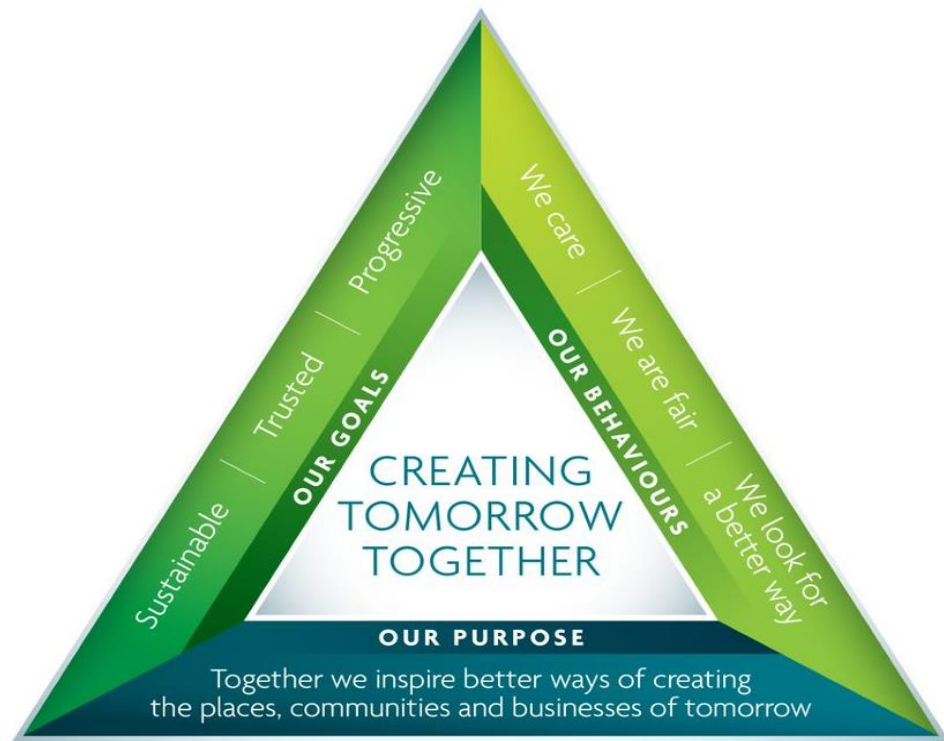 Progressive
Trusted
Sustainable
OUR GOALS
We care
We are fair
We look for
a better way
OUR BEHAVIOURS
CREATING
TOMORROW
TOGETHER
OUR PURPOSE
Together we inspire better ways of creating
the places, communities and businesses of tomorrow